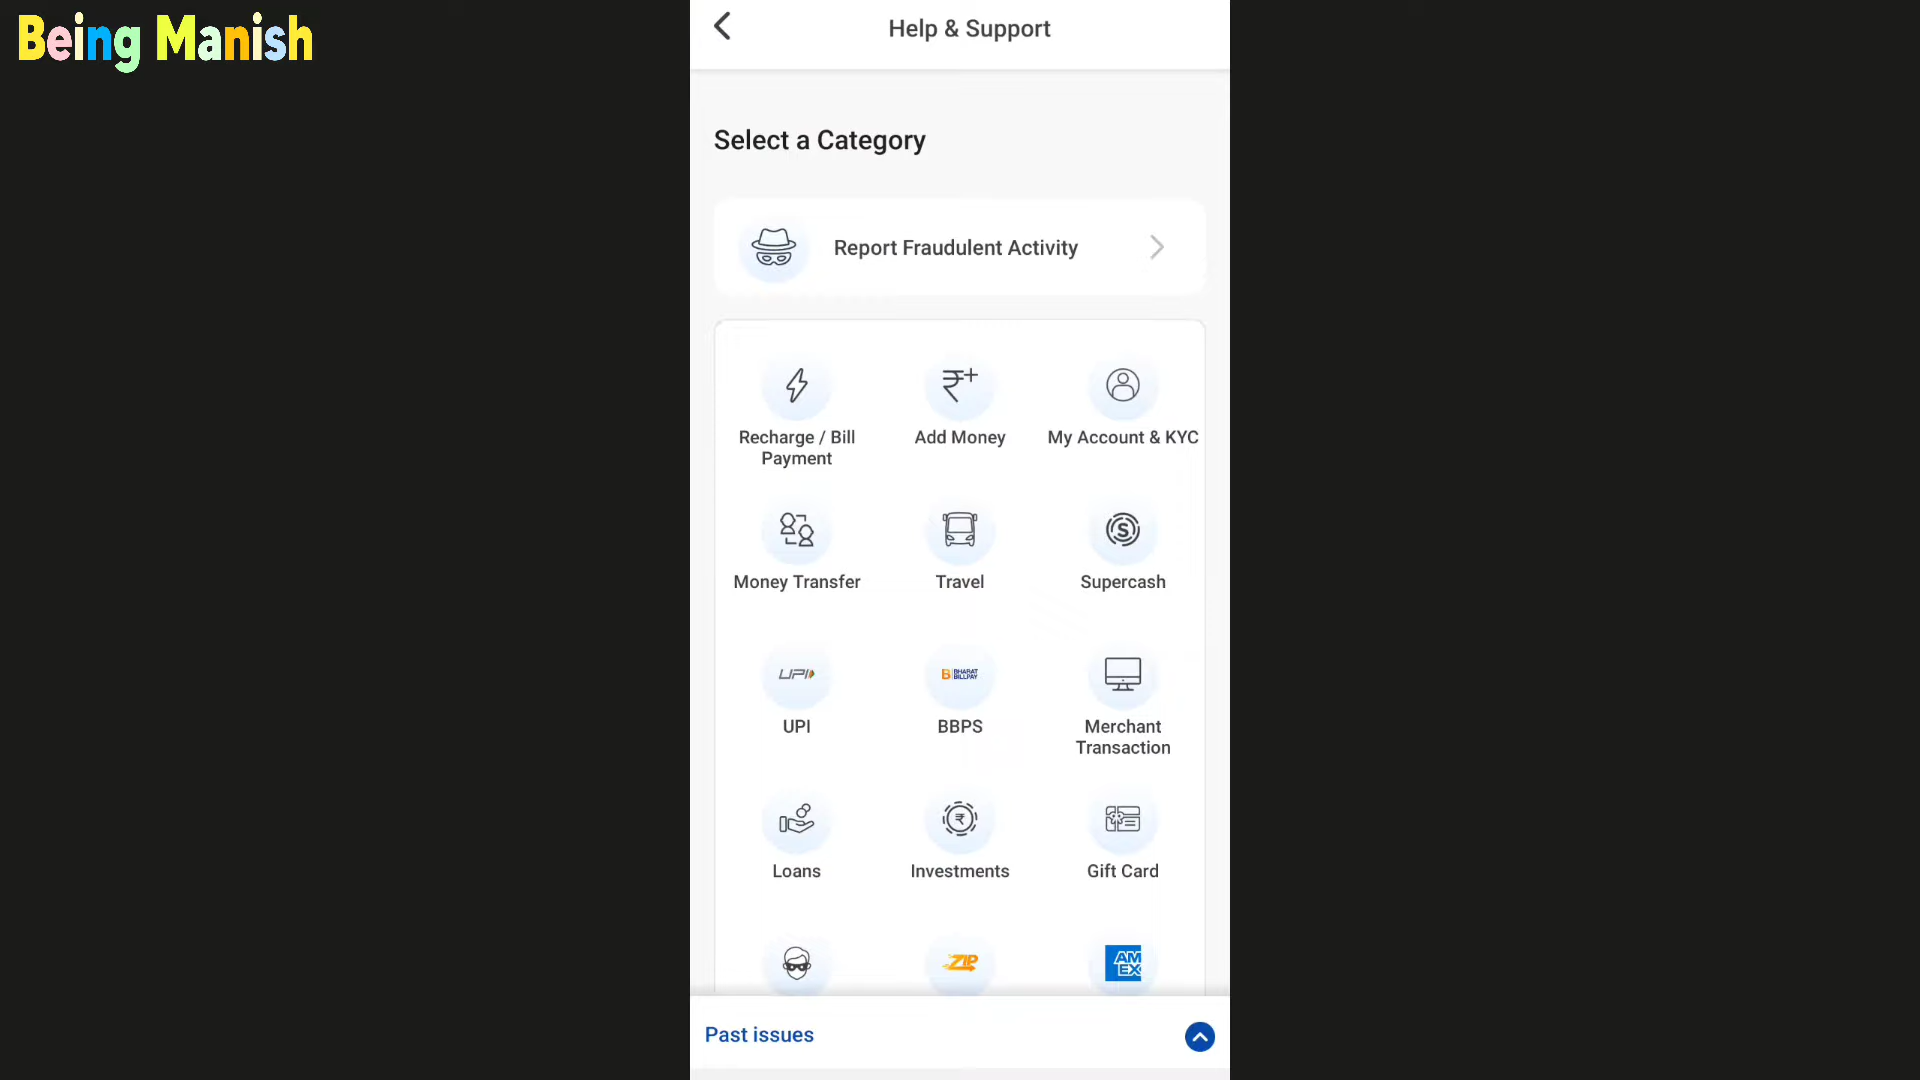 Being Manish
Help & Support
Select a Category
Report Fraudulent Activity
Recharge / Bill
Payment
Add Money
My Account & KYC
Money Transfer
Travel
S
Supercash
UPI
UPI
B BHARAT
BILLPAY
BBPS
Merchant
Transaction
Loans
₹
Investments
Gift Card
ZIP
AM
EX
Past issues